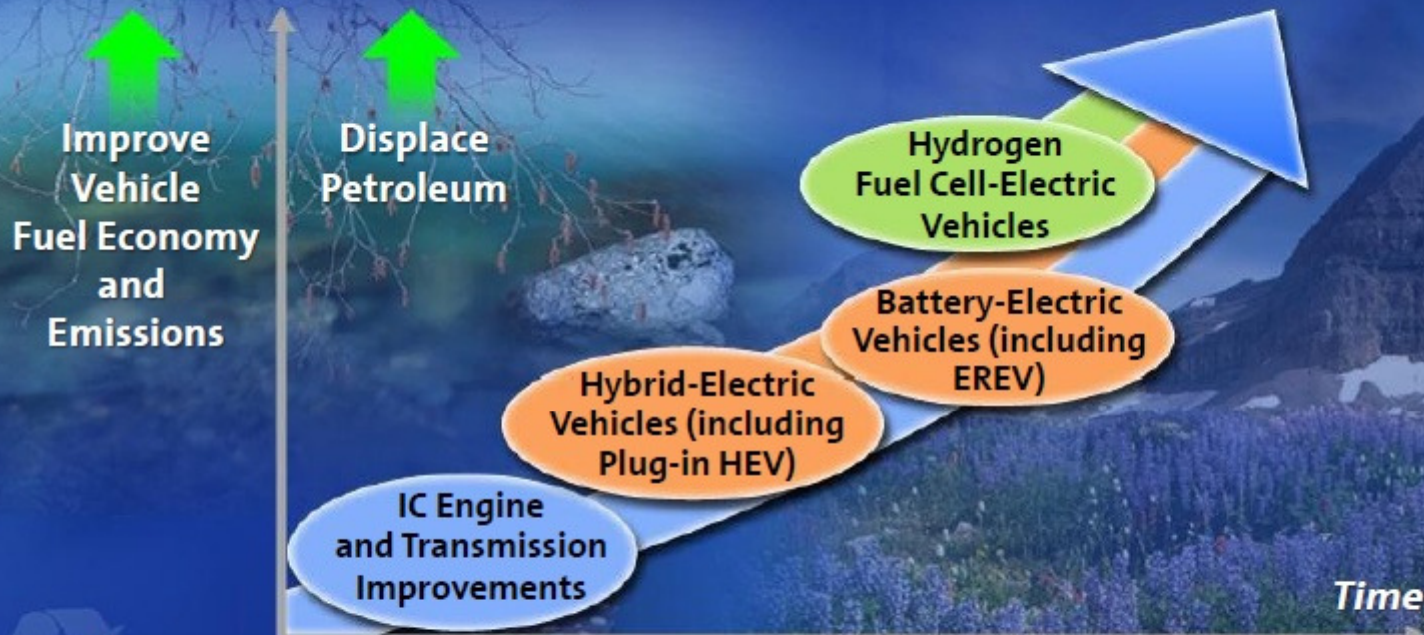 Improve
Vehicle
Fuel Economy
and
Emissions
Displace
Petroleum
Hydrogen
Fuel Cell-Electric
Vehicles
Battery-Electric
Vehicles (including
EREV)
Hybrid-Electric
Vehicles (including
Plug-in HEV)
IC Engine
and Transmission
Improvements
Time